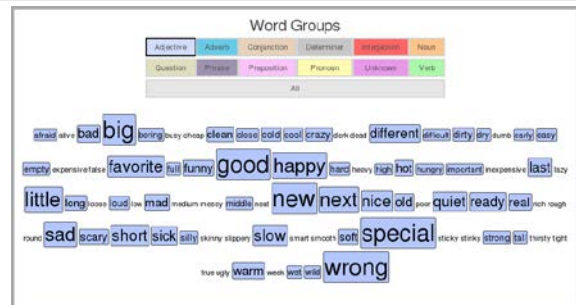 Word Groups
Adjective Adverb Conjunction Determiner Interjection Noun
Question Phrase Preposition Pronoun Unknown Verb
All
afraid alive bad big boring busy cheap clean close cold cool crazy dark dead different difficult dirty dry dumb early easy
empty expensive false favorite full funny good happy hard heavy high hot hungry important inexpensive last lazy
little long loose loud low mad medium messy middle neat new next nice old poor quiet ready real rich rough
round sad scary short sick silly skinny slippery slow smart smooth soft special sticky stinky strong tall thirsty tight
true ugly warm week wet wild wrong